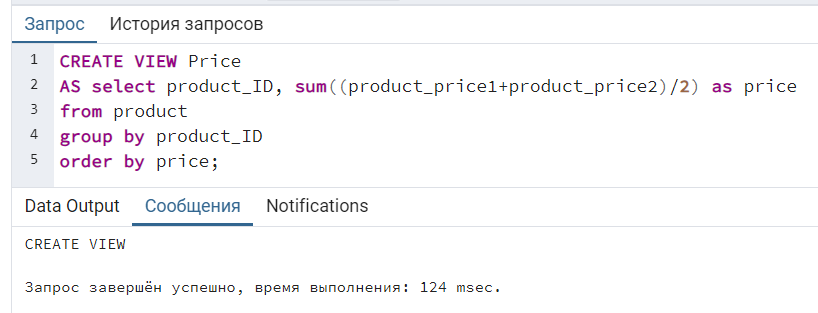 Запрос История запросов
1 CREATE VIEW Price
2 AS select product_ID, sum((product_price1+product_price2)/2) as price
3 from product
4 group by product_ID
5 order by price;
Data Output Сообщения Notifications
CREATE VIEW
Запрос завершён успешно, время выполнения: 124 msec.